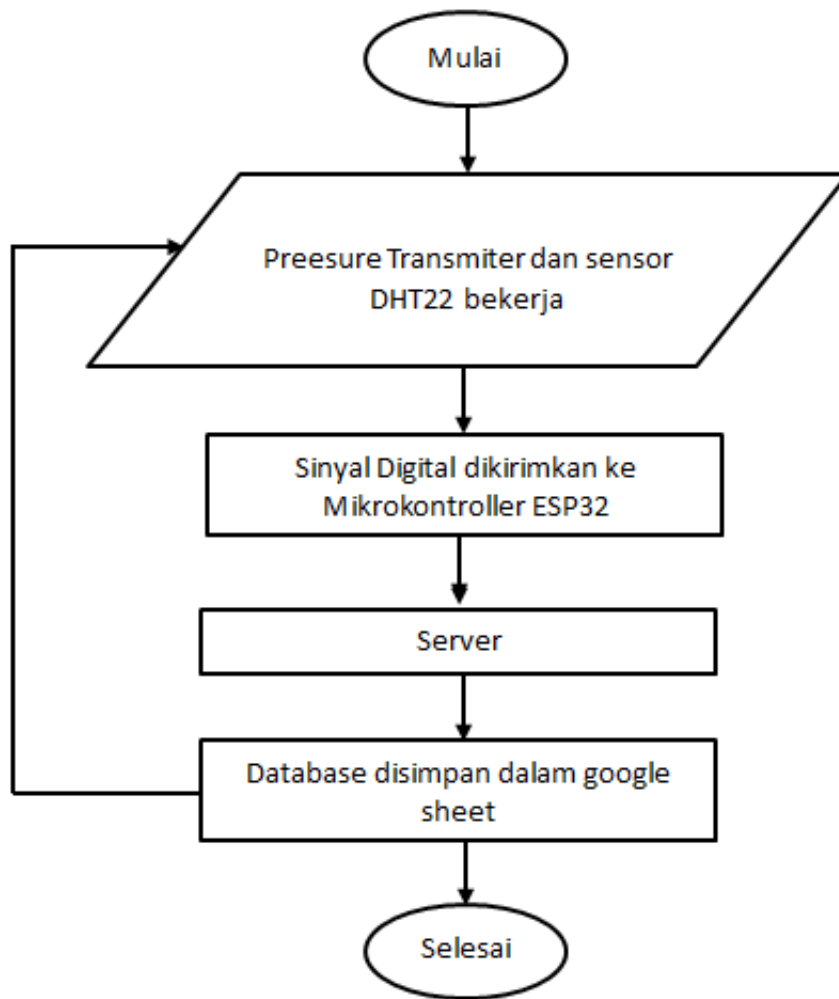 Mulai
Preesure Transmiter dan sensor
DHT22 bekerja
Sinyal Digital dikirimkan ke
Mikrokontroller ESP32
Server
Database disimpan dalam google
sheet
Selesai